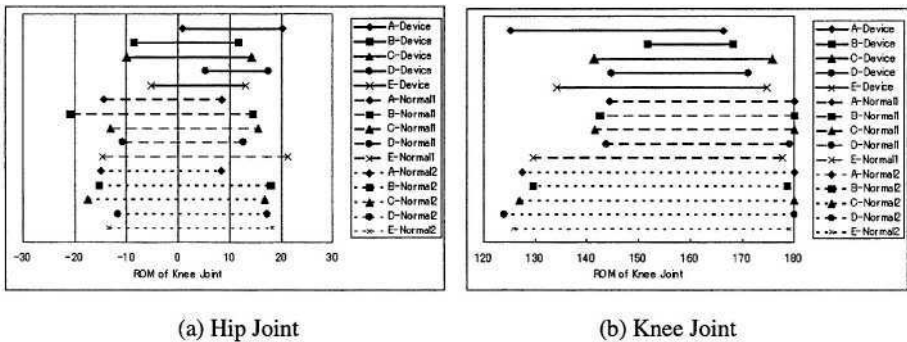 A-Device
B-Device
C-Device
D-Device
E-Device
A-Normal1
B-Normal1
C-Normal1
D-Normal1
E-Normal1
A-Normal2
B-Normal2
C-Normal2
D-Normal2
E-Normal2
-30 -20 -10 0 10 20 30
ROM of Knee Joint
(a) Hip Joint
A-Device
B-Device
C-Device
D-Device
E-Device
A-Normal1
B-Normal1
C-Normal1
D-Normal1
E-Normal1
A-Normal2
B-Normal2
C-Normal2
D-Normal2
E-Normal2
120 130 140 150 160 170 180
ROM of Knee Joint
(b) Knee Joint